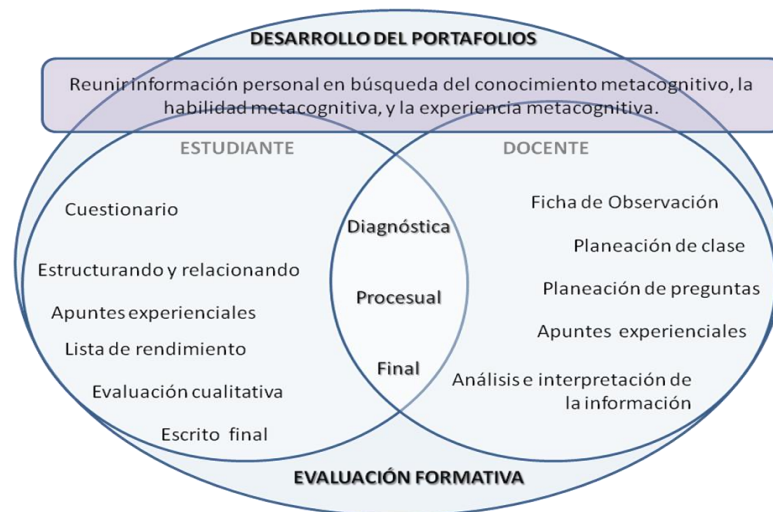 DESARROLLO DEL PORTAFOLIOS
Reunir información personal en búsqueda del conocimiento metacognitivo, la
habilidad metacognitiva, y la experiencia metacognitiva.
ESTUDIANTE
Cuestionario
Estructurando y relacionando
Apuntes experienciales
Lista de rendimiento
Evaluación cualitativa
Escrito final
Diagnóstica
Procesual
Final
DOCENTE
Ficha de Observación
Planeación de clase
Planeación de preguntas
Apuntes experienciales
Análisis e interpretación de
la información
EVALUACIÓN FORMATIVA